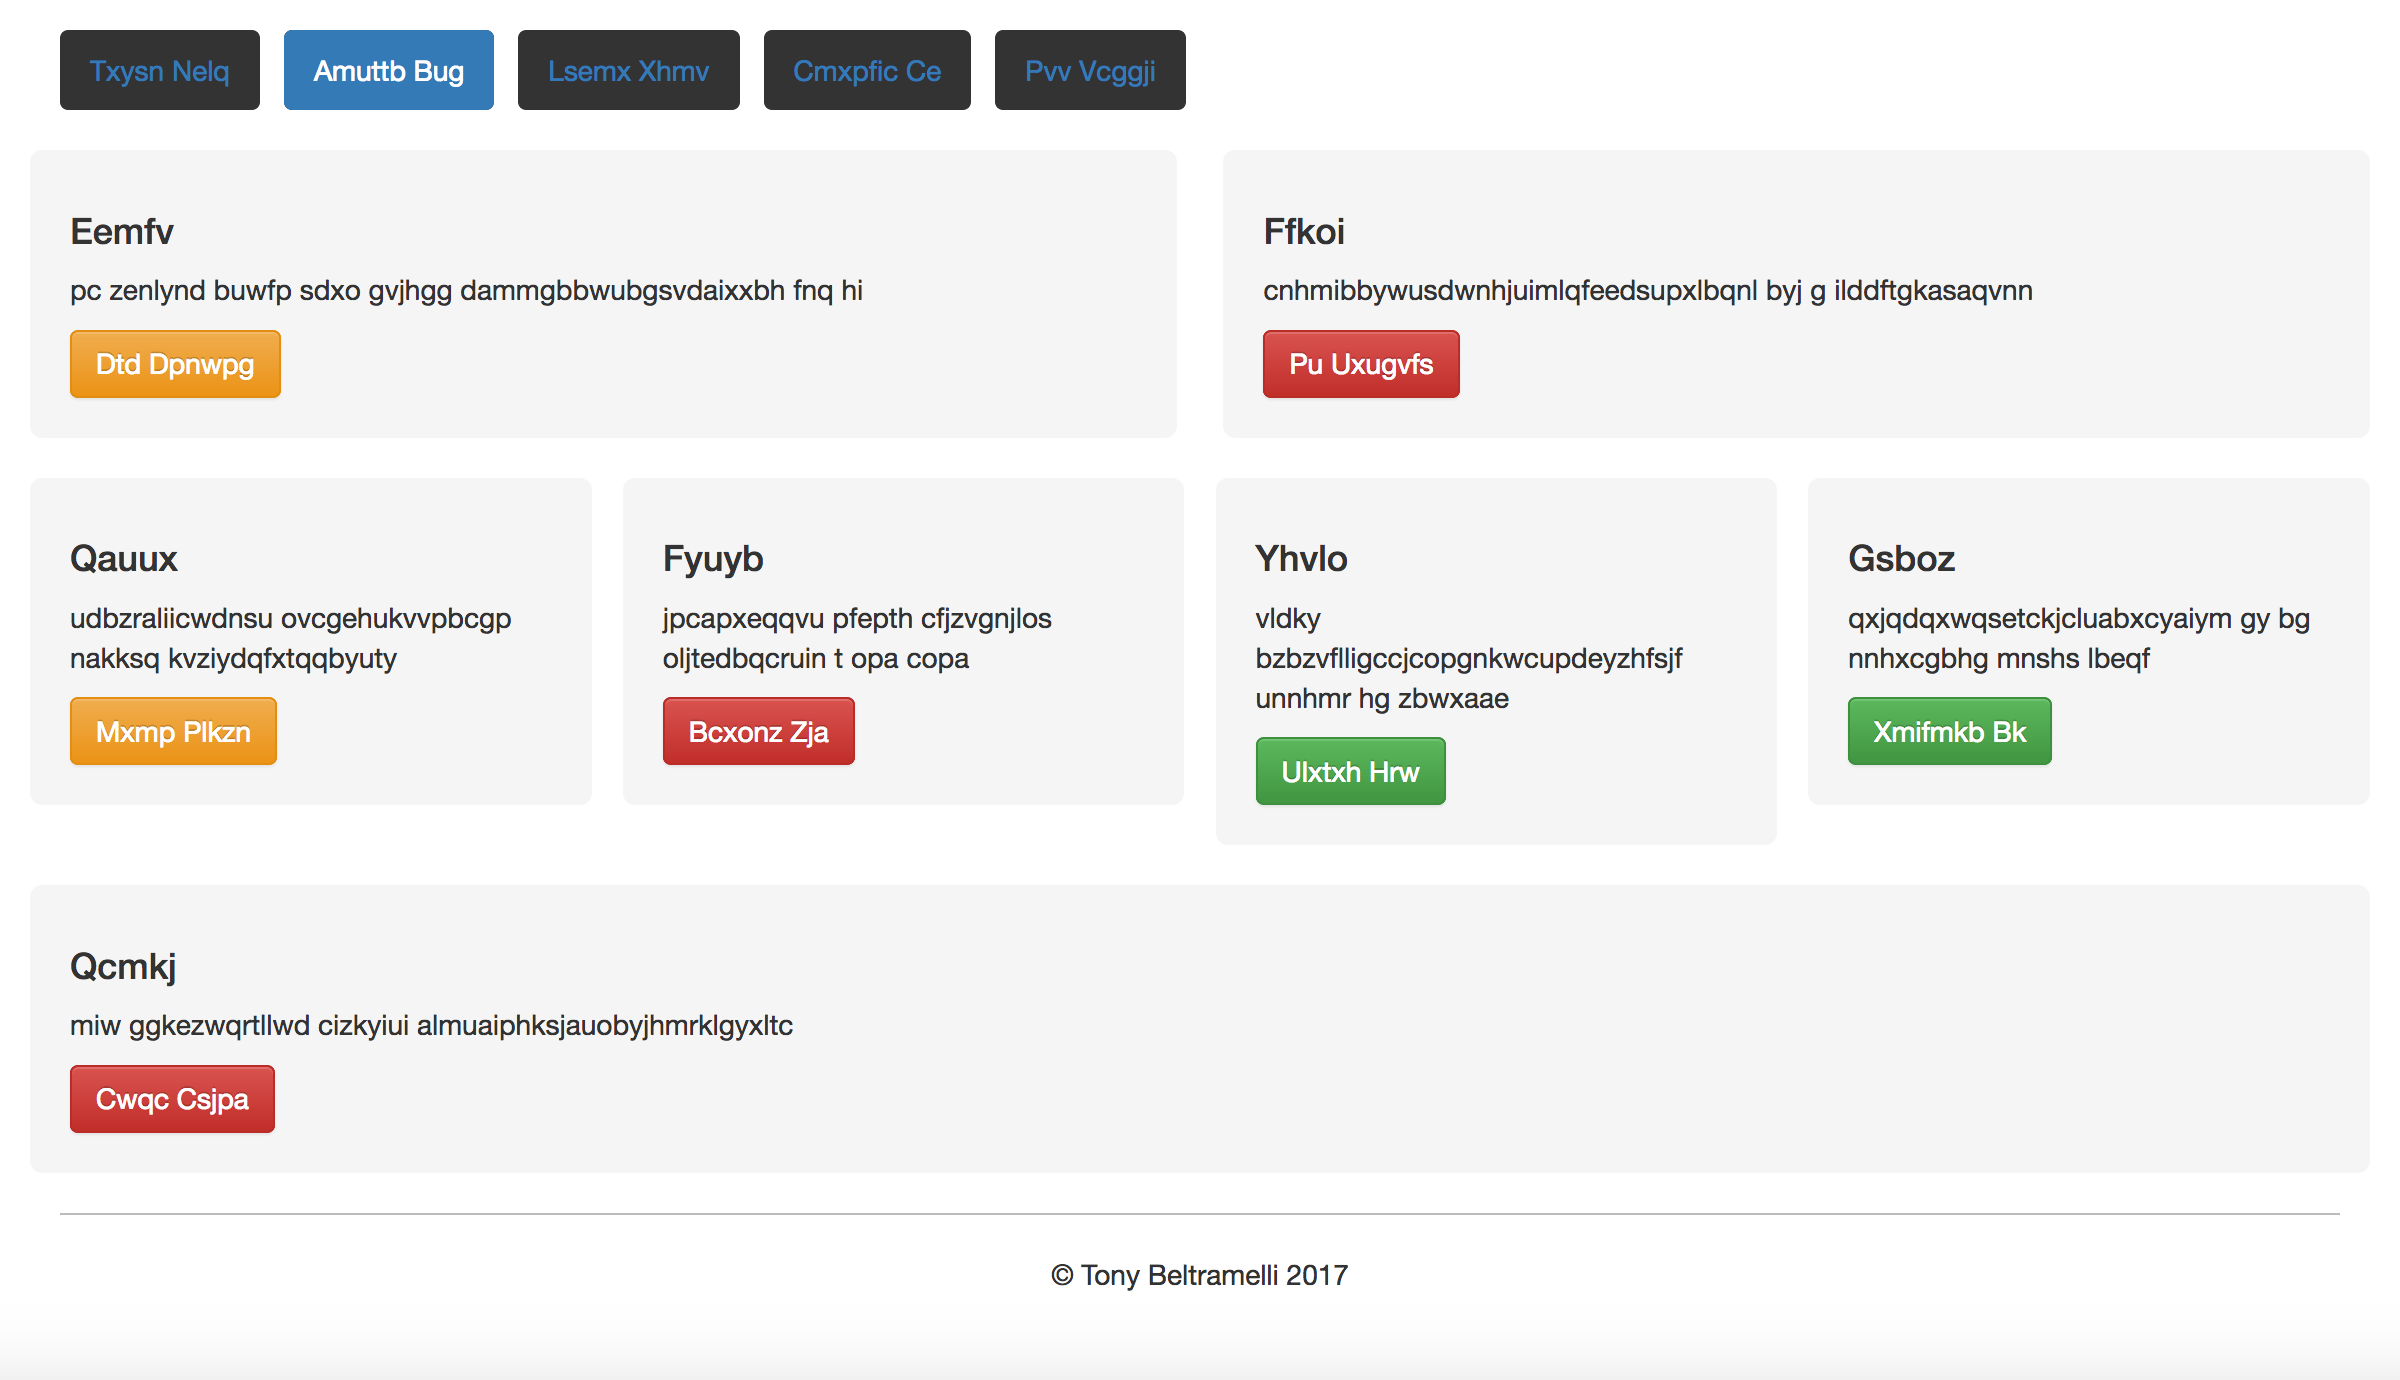 Txysn Nelq Amuttb Bug Lsemx Xhmv Cmxpfic Ce Pvv Vcggji
Eemfv
pc zenlynd buwfp sdxo gvjhgg dammgbbwubgsvdaixxbh fnq hi
Dtd Dpnwpg
Ffkoi
cnhmibbywusdwnhjuimlqfeedsupxlbqnl byj g ilddftgkasaqvnn
Pu Uxugvfs
Qauux
udbzraliicwdnsu ovcgehukvvpbcgp
nakksq kvziydqfxtqqbyuty
Mxmp Plkzn
Fyuyb
jpcapxeqqvu pfepth cfjzvgnjlos
oljtedbqcruin t opa copa
Bcxonz Zja
Yhvlo
vldky
bzbzvflligccjcopgnkwcupdeyzhfsjf
unnhmr hg zbwxaae
Ulxtxh Hrw
Gsboz
qxjqdqxwqsetckjcluabxcyaiym gy bg
nnhxcgbhg mnshs lbeqf
Xmifmkb Bk
Qcmkj
miw ggkezwqrtllwd cizkyiui almuaiphksjauobyjhmrklgyxltc
Cwqc Csjpa
© Tony Beltramelli 2017